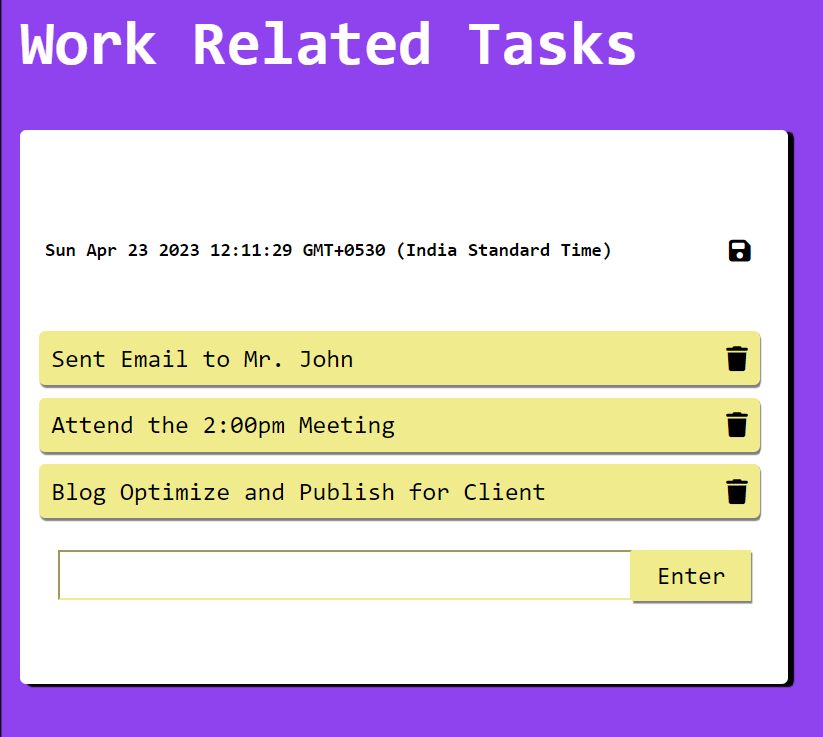 Work Related Tasks
Sun Apr 23 2023 12:11:29 GMT+0530 (India Standard Time)
Sent Email to Mr. John
Attend the 2:00pm Meeting
Blog Optimize and Publish for Client
Enter